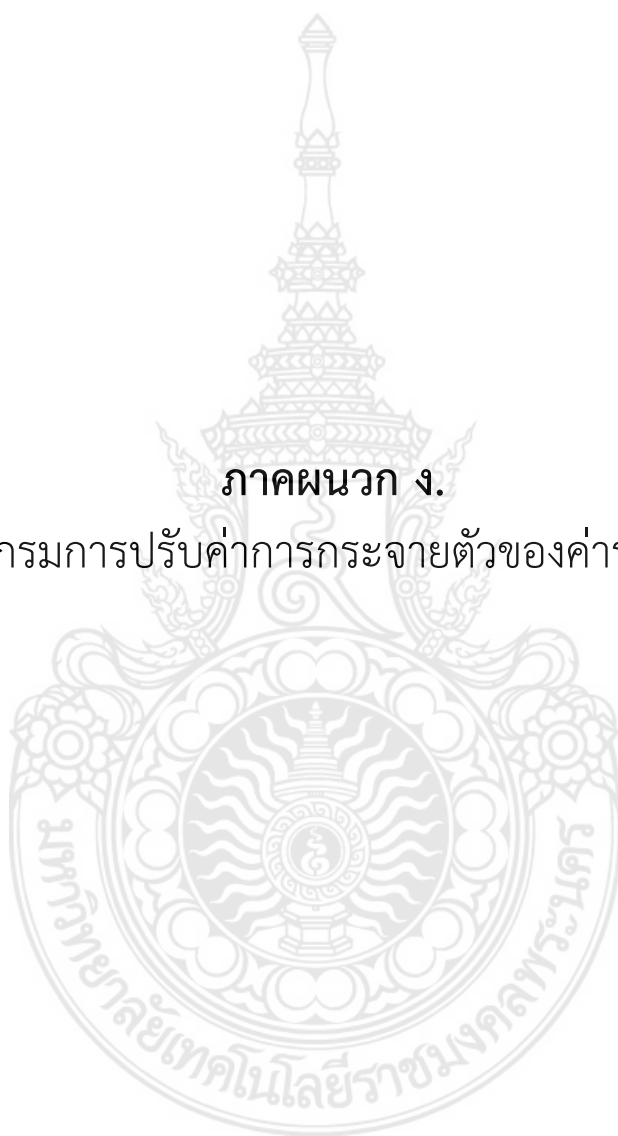 ภาคผนวก ง.
กรมการปรับค่าการกระจายตัวของค่า
มหาวิทยาลัยเทคโนโลยีราชมงคลพระนคร